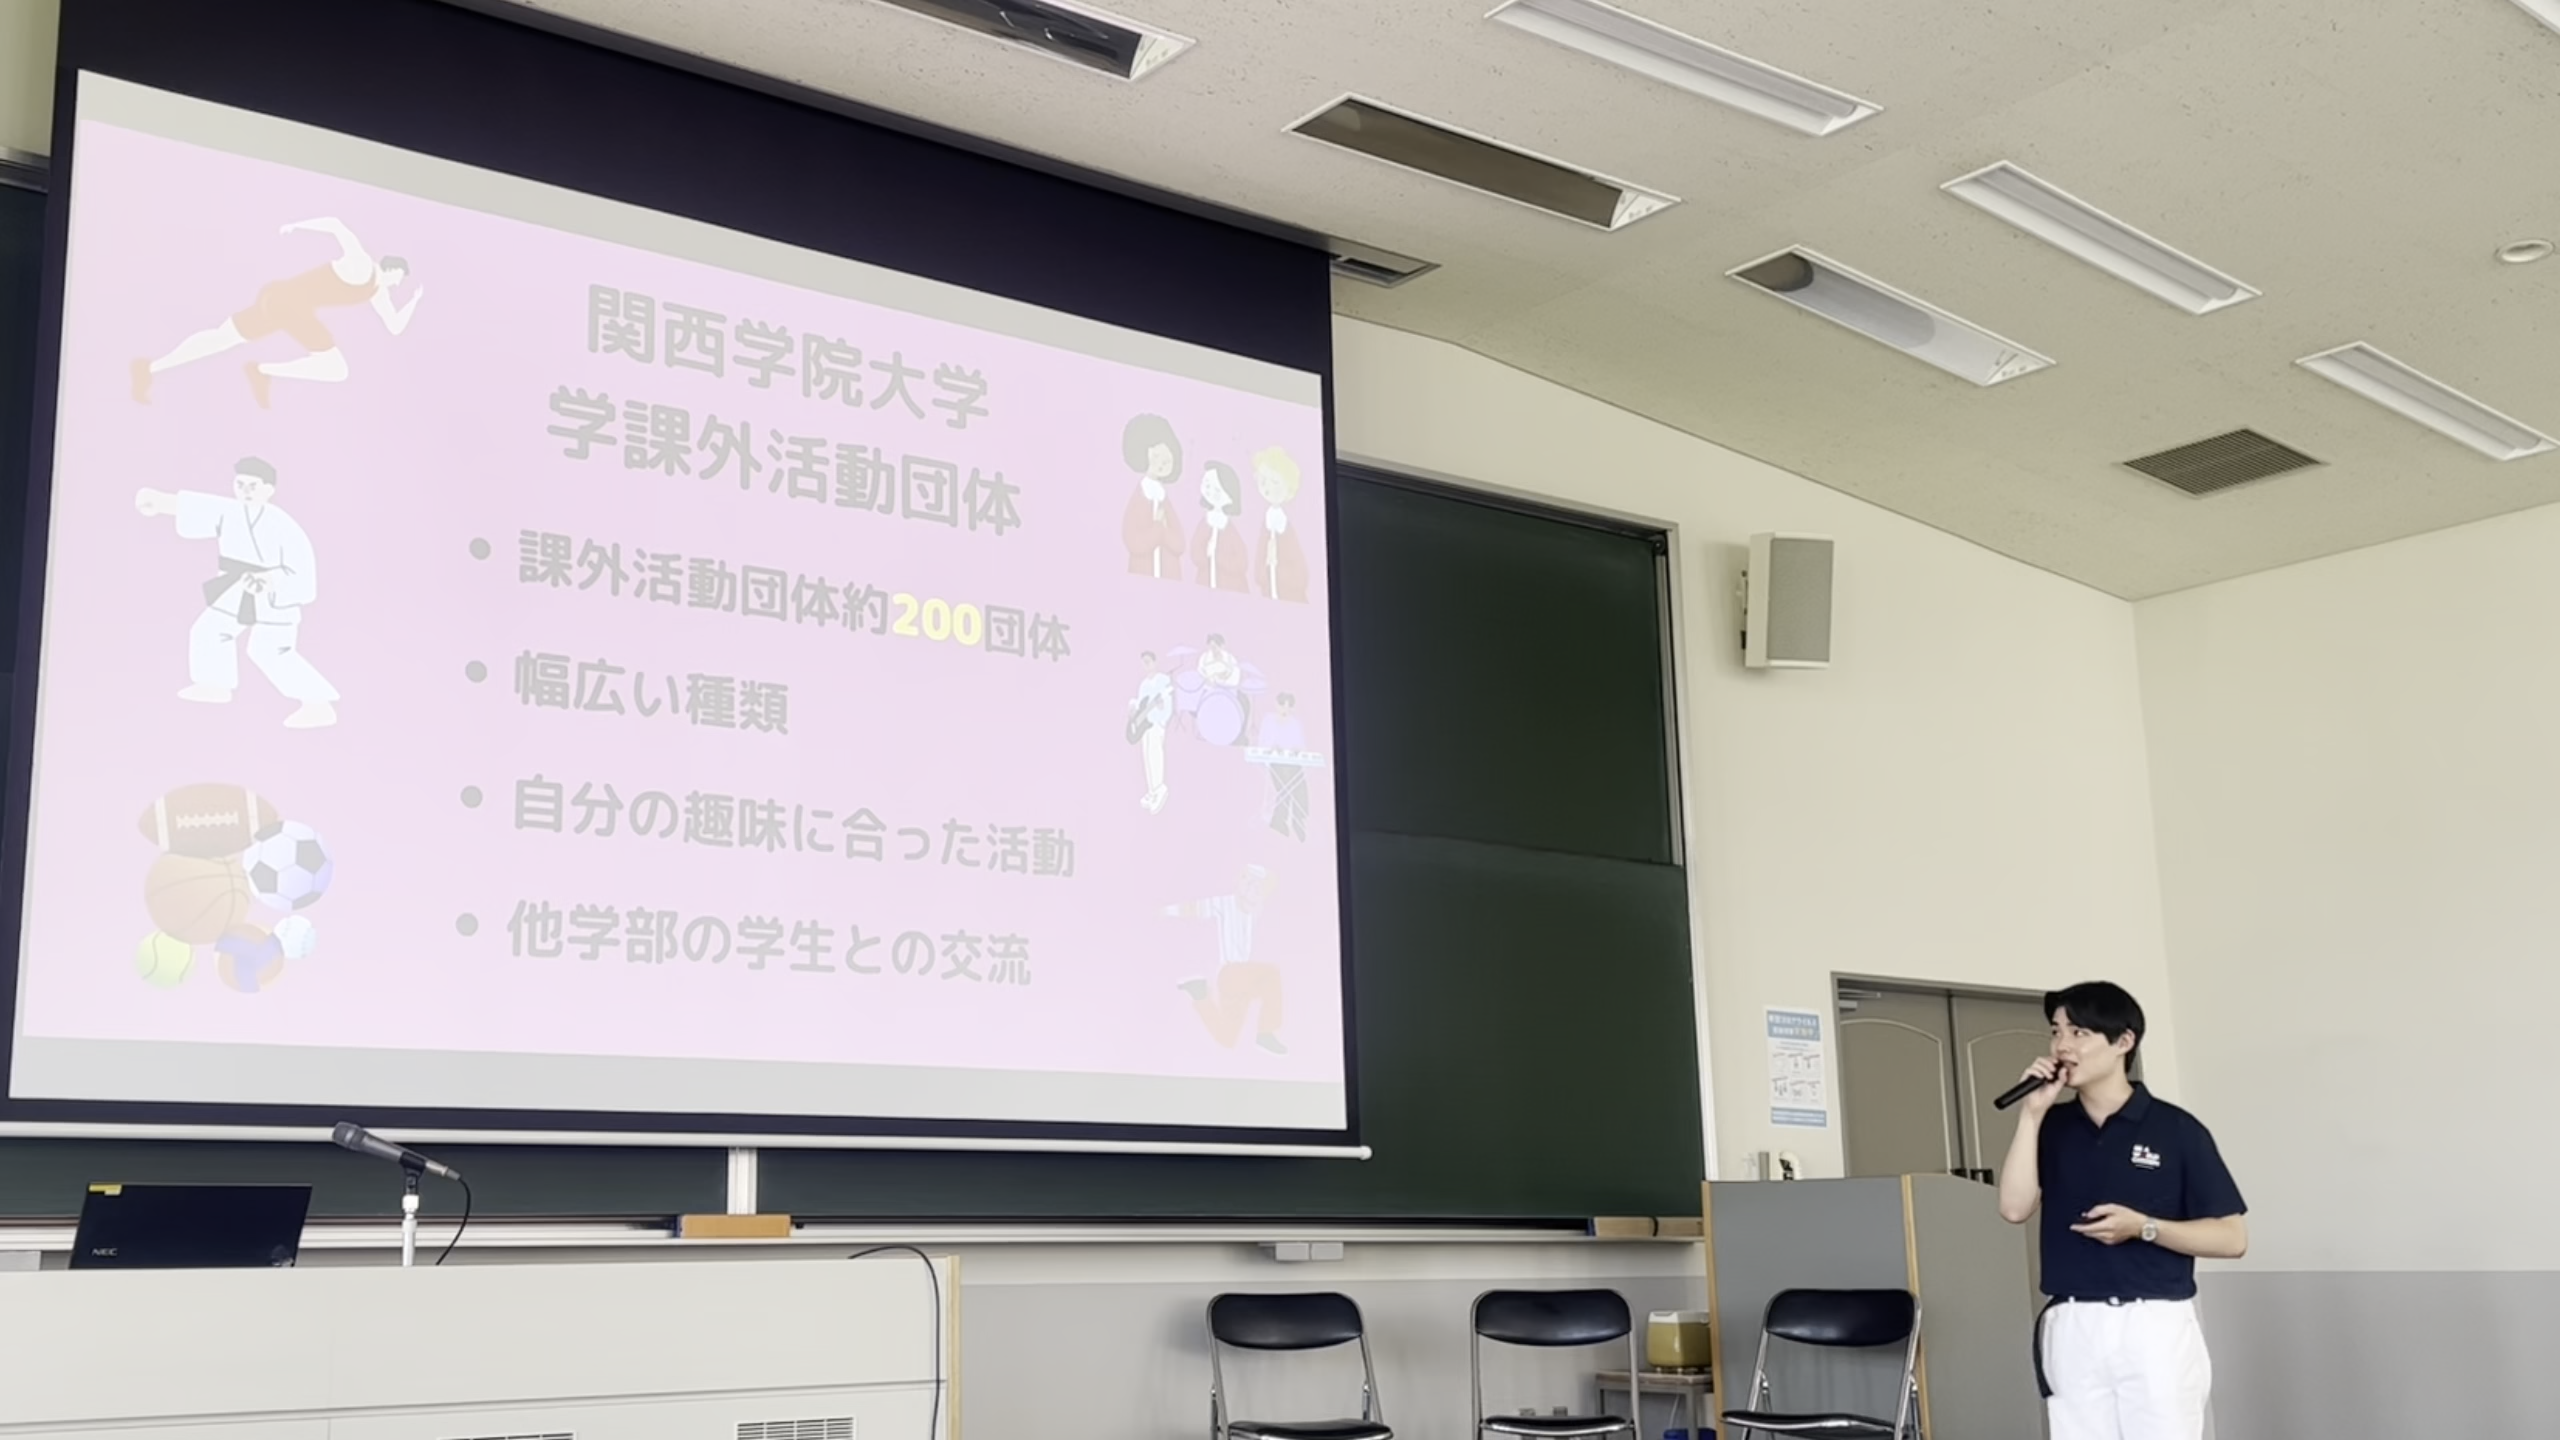 関西学院大学
学課外活動団体
• 課外活動団体約200団体
• 幅広い種類
• 自分の趣味に合った活動
• 他学部の学生との交流
NEC